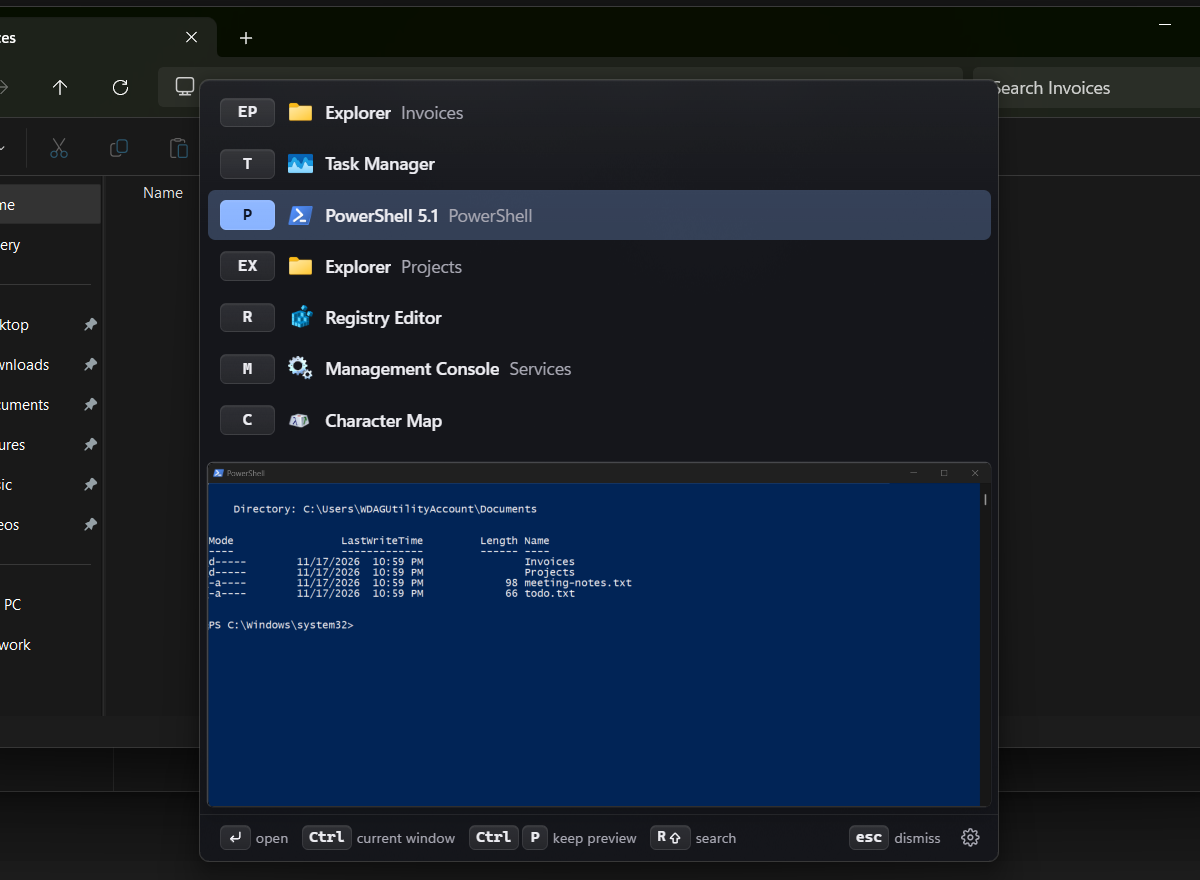 es
Search Invoices
Name
me
ery
ktop
wnloads
cuments
ures
ic
eos
PC
work
EP Explorer Invoices
T Task Manager
P PowerShell 5.1 PowerShell
EX Explorer Projects
R Registry Editor
M Management Console Services
C Character Map
PowerShell
Directory: C:\Users\WDAGUtilityAccount\Documents
Mode LastWriteTime Length Name
---- ------------- ------ ----
d----- 11/17/2026 10:59 PM Invoices
d----- 11/17/2026 10:59 PM Projects
-a---- 11/17/2026 10:59 PM 98 meeting-notes.txt
-a---- 11/17/2026 10:59 PM 66 todo.txt
PS C:\Windows\system32>
open Ctrl current window Ctrl P keep preview R search esc dismiss